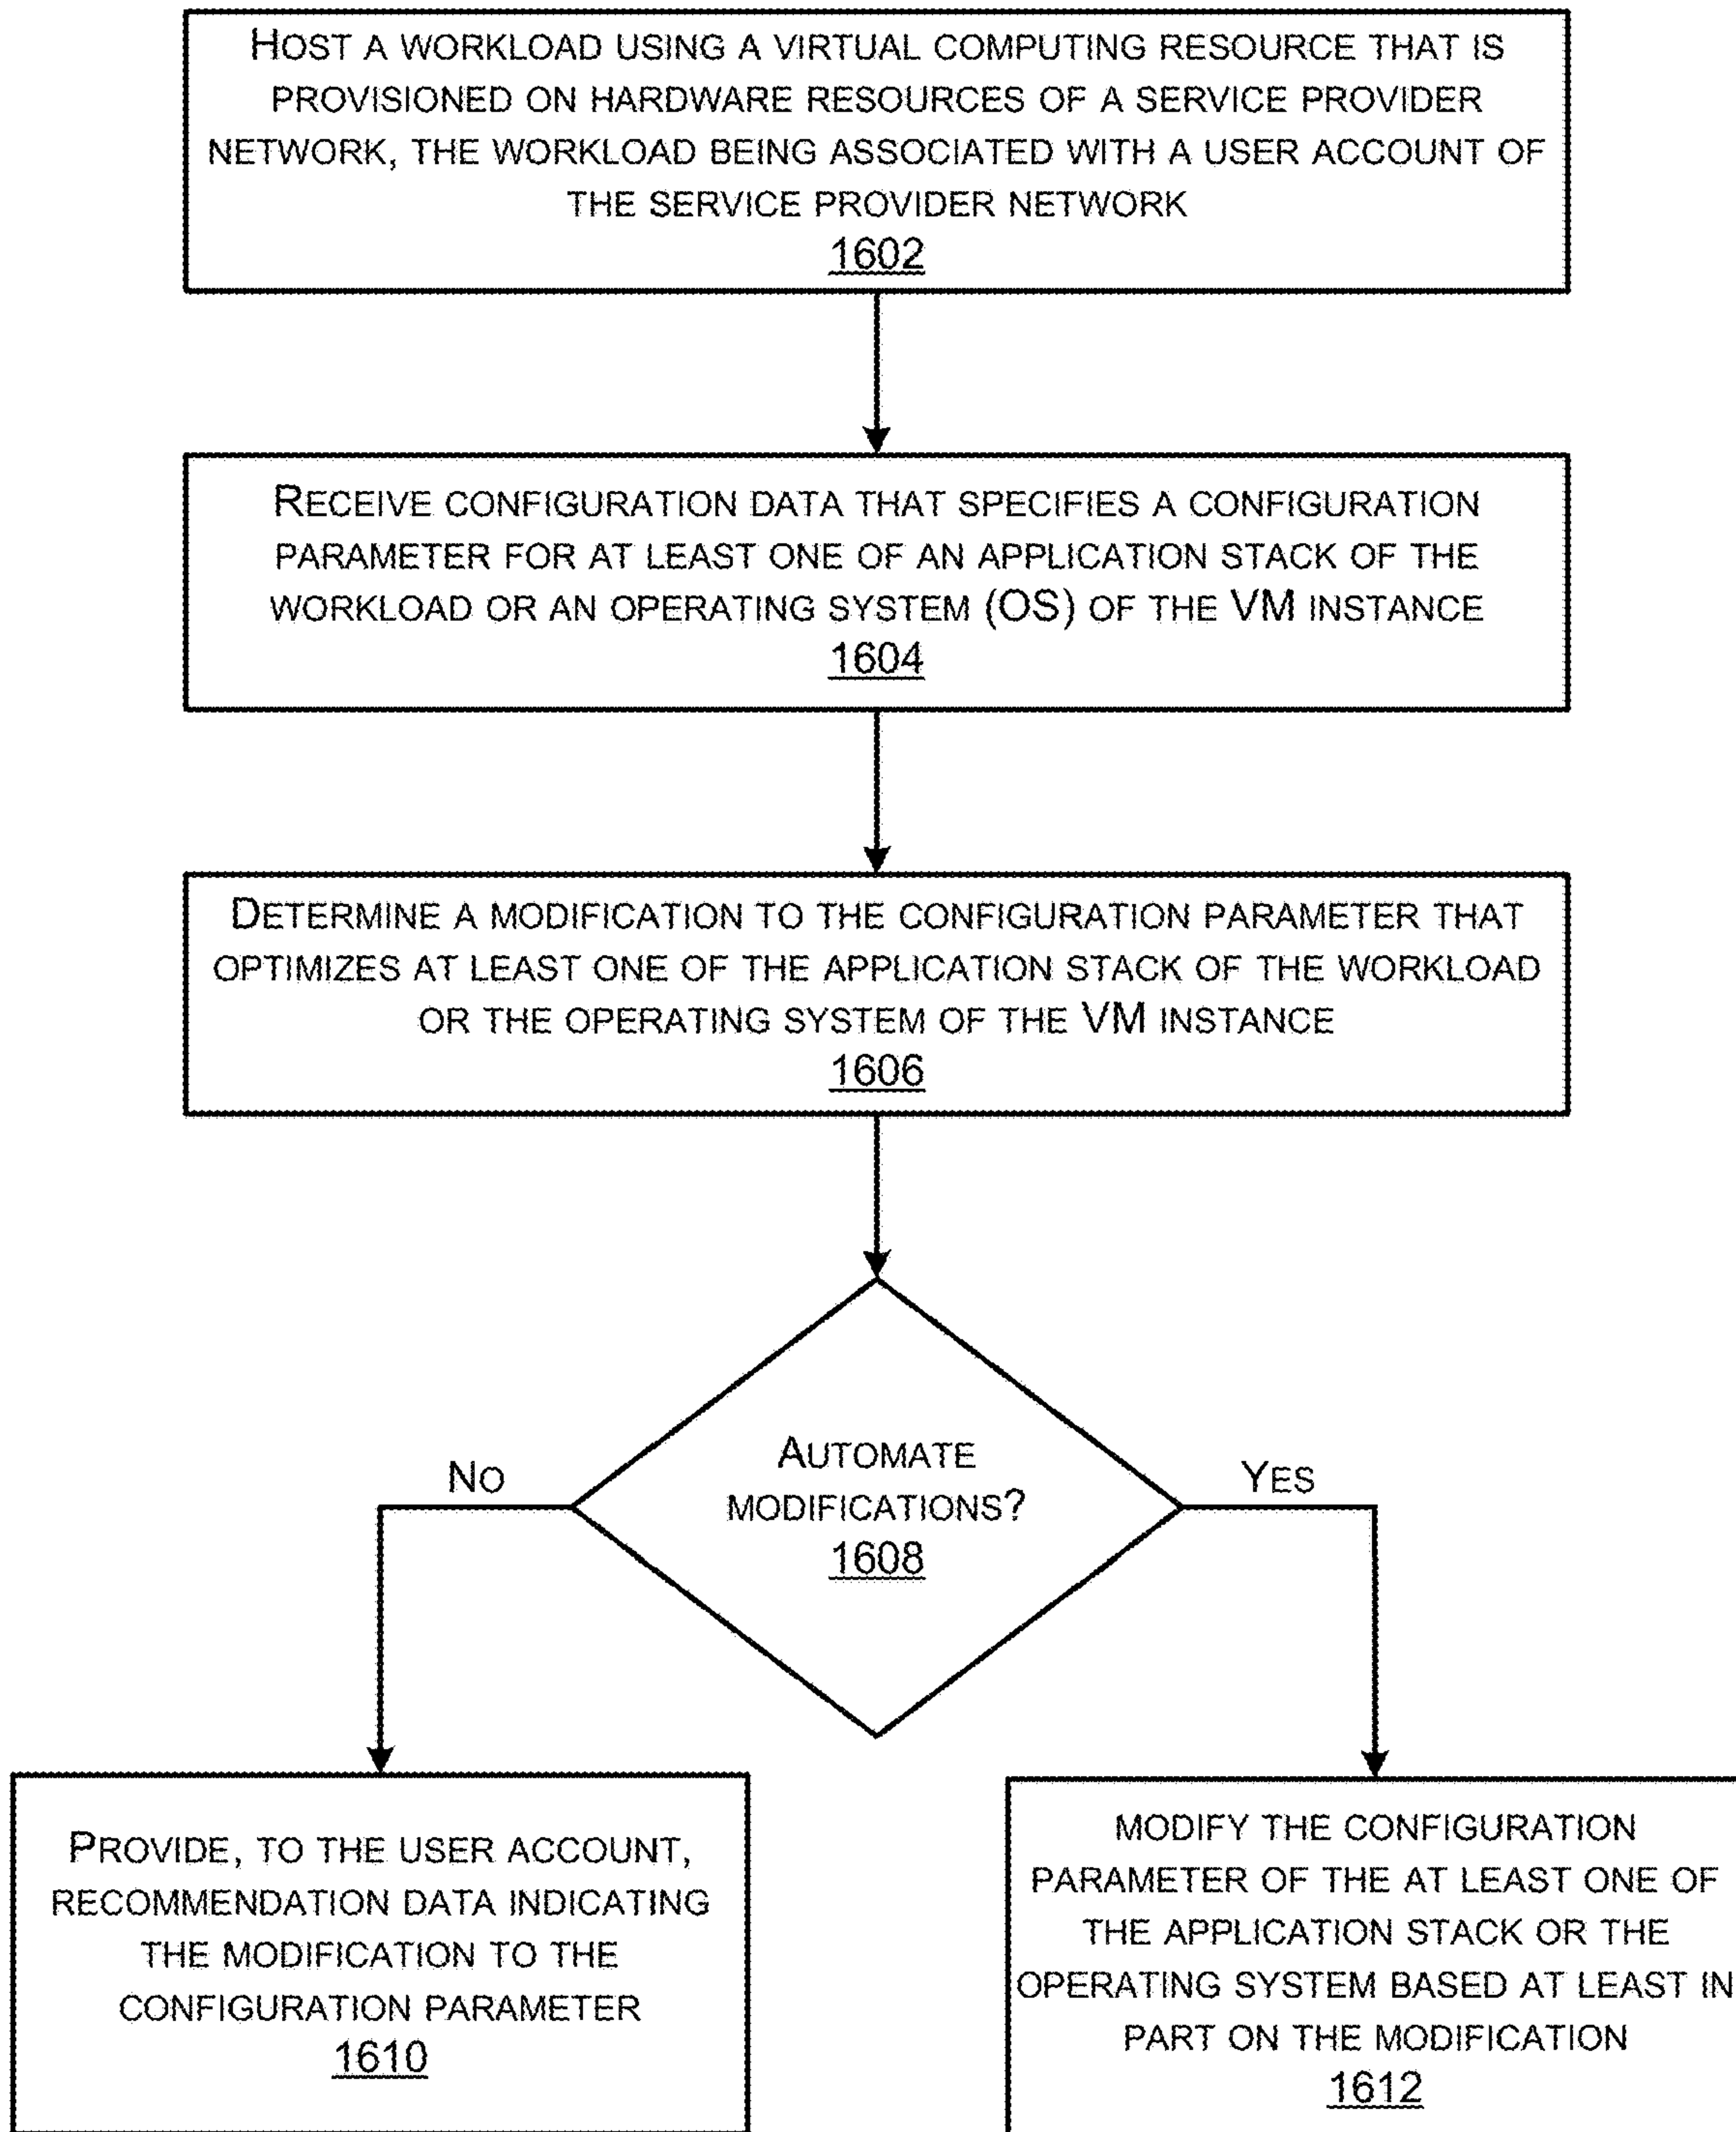 HOST A WORKLOAD USING A VIRTUAL COMPUTING RESOURCE THAT IS
PROVISIONED ON HARDWARE RESOURCES OF A SERVICE PROVIDER
NETWORK, THE WORKLOAD BEING ASSOCIATED WITH A USER ACCOUNT OF
THE SERVICE PROVIDER NETWORK
1602
RECEIVE CONFIGURATION DATA THAT SPECIFIES A CONFIGURATION
PARAMETER FOR AT LEAST ONE OF AN APPLICATION STACK OF THE
WORKLOAD OR AN OPERATING SYSTEM (OS) OF THE VM INSTANCE
1604
DETERMINE A MODIFICATION TO THE CONFIGURATION PARAMETER THAT
OPTIMIZES AT LEAST ONE OF THE APPLICATION STACK OF THE WORKLOAD
OR THE OPERATING SYSTEM OF THE VM INSTANCE
1606
AUTOMATE
MODIFICATIONS?
1608
NO
YES
PROVIDE, TO THE USER ACCOUNT,
RECOMMENDATION DATA INDICATING
THE MODIFICATION TO THE
CONFIGURATION PARAMETER
1610
MODIFY THE CONFIGURATION
PARAMETER OF THE AT LEAST ONE OF
THE APPLICATION STACK OR THE
OPERATING SYSTEM BASED AT LEAST IN
PART ON THE MODIFICATION
1612